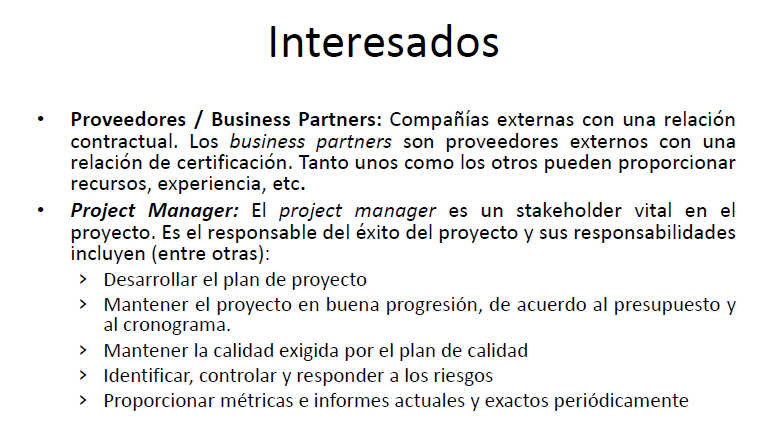 Interesados
• Proveedores / Business Partners: Compañías externas con una relación
contractual. Los business partners son proveedores externos con una
relación de certificación. Tanto unos como los otros pueden proporcionar
recursos, experiencia, etc.
• Project Manager: El project manager es un stakeholder vital en el
proyecto. Es el responsable del éxito del proyecto y sus responsabilidades
incluyen (entre otras):
> Desarrollar el plan de proyecto
> Mantener el proyecto en buena progresión, de acuerdo al presupuesto y
al cronograma.
> Mantener la calidad exigida por el plan de calidad
> Identificar, controlar y responder a los riesgos
> Proporcionar métricas e informes actuales y exactos periódicamente